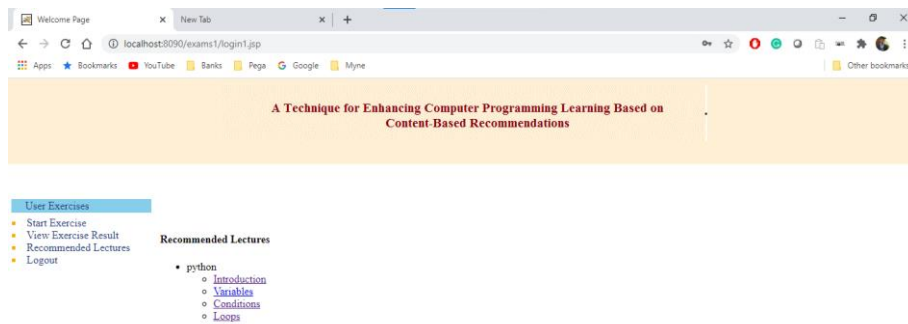 Welcome Page
New Tab
localhost:8090/exams1/login1.jsp
Apps Bookmarks YouTube Banks Pega Google Myne Other bookmarks
A Technique for Enhancing Computer Programming Learning Based on
Content-Based Recommendations
User Exercises
Start Exercise
View Exercise Result
Recommended Lectures
Logout
Recommended Lectures
python
Introduction
Variables
Conditions
Loops